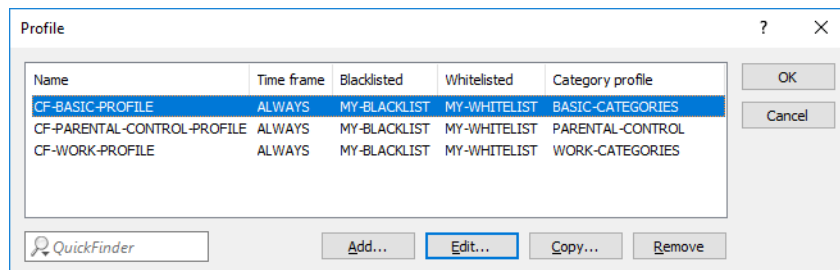 Profile ? X
Name Time frame Blacklisted Whitelisted Category profile
CF-BASIC-PROFILE ALWAYS MY-BLACKLIST MY-WHITELIST BASIC-CATEGORIES
CF-PARENTAL-CONTROL-PROFILE ALWAYS MY-BLACKLIST MY-WHITELIST PARENTAL-CONTROL
CF-WORK-PROFILE ALWAYS MY-BLACKLIST MY-WHITELIST WORK-CATEGORIES
OK
Cancel
QuickFinder Add... Edit... Copy... Remove